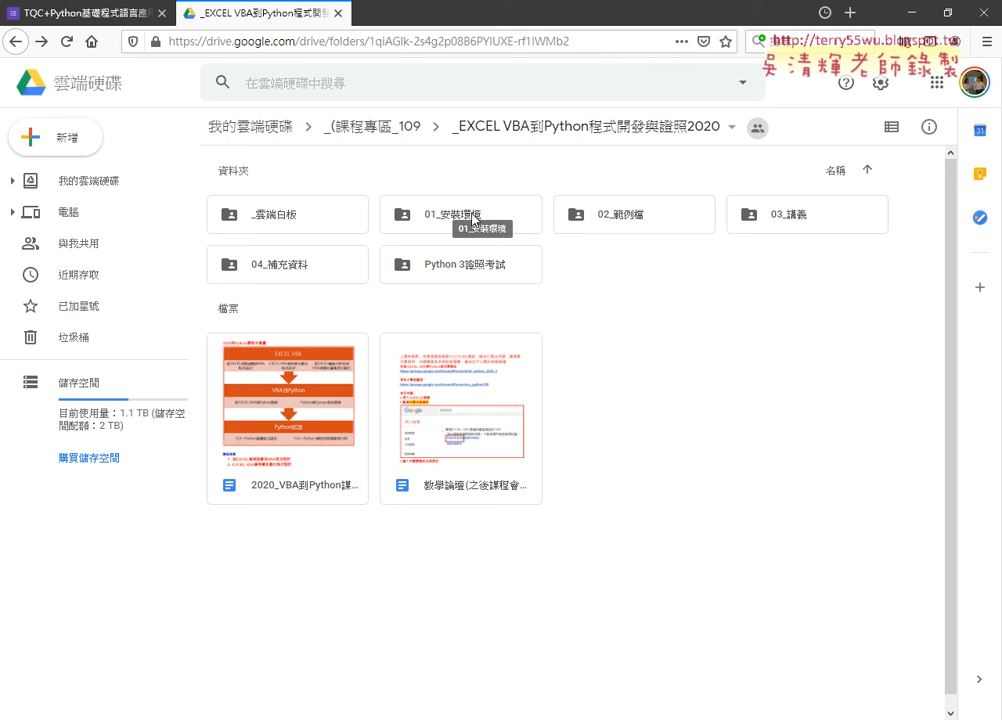 TQC+Python基礎程式語言應用
_EXCEL VBA到Python程式開發
https://drive.google.com/drive/folders/1qiAGlk-2s4g2p08B6PYIUXE-rf1IWMb2
http://terry55wu.blogspot.tw
吳清輝老師錄製
雲端硬碟
在雲端硬碟中搜尋
新增
我的雲端硬碟 > _(課程專區_109 > _EXCEL VBA到Python程式開發與證照2020
資料夾
名稱
我的雲端硬碟
電腦
與我共用
近期存取
已加星號
垃圾桶
儲存空間
目前使用量：1.1 TB (儲存空
間配額：2 TB)
購買儲存空間
_雲端白板
01_安裝環境
02_範例檔
03_講義
01_安裝環境
04_補充資料
Python 3證照考試
檔案
EXCEL VBA
VBA到Python
Google
2020_VBA到Python課...
教學論壇(之後課程會...
31